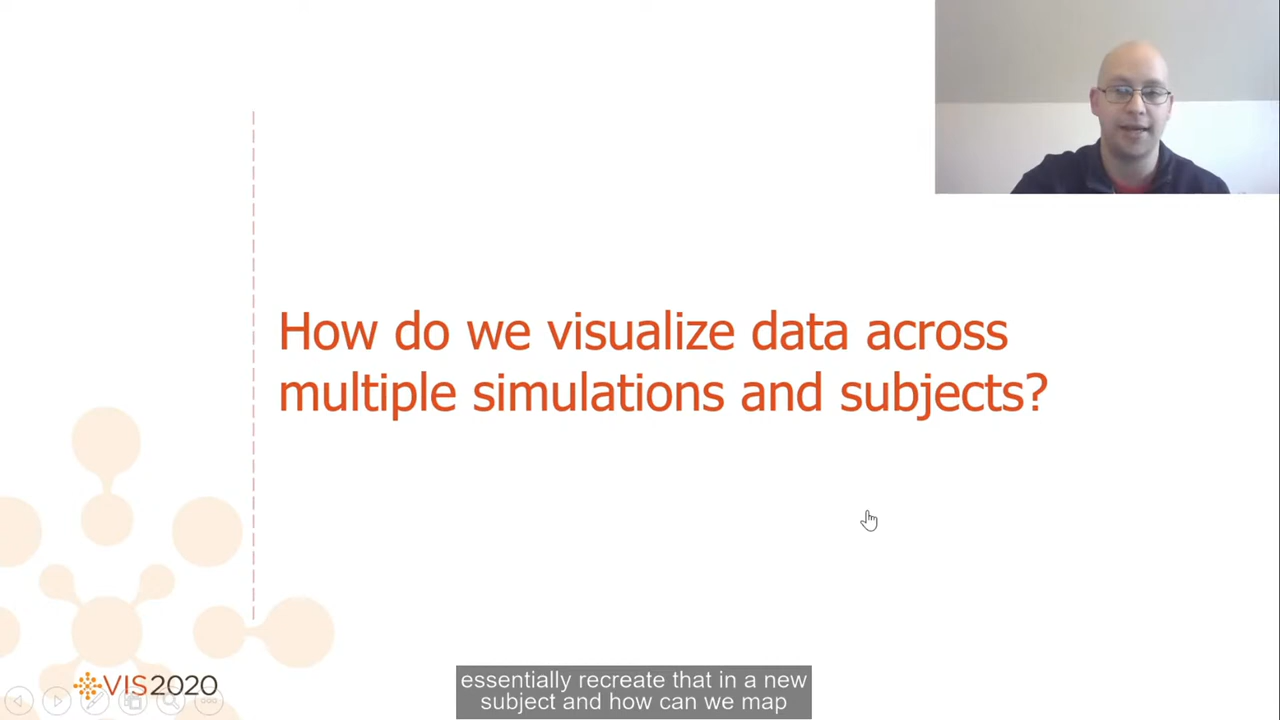 How do we visualize data across
multiple simulations and subjects?
VIS2020
essentially recreate that in a new
subject and how can we map